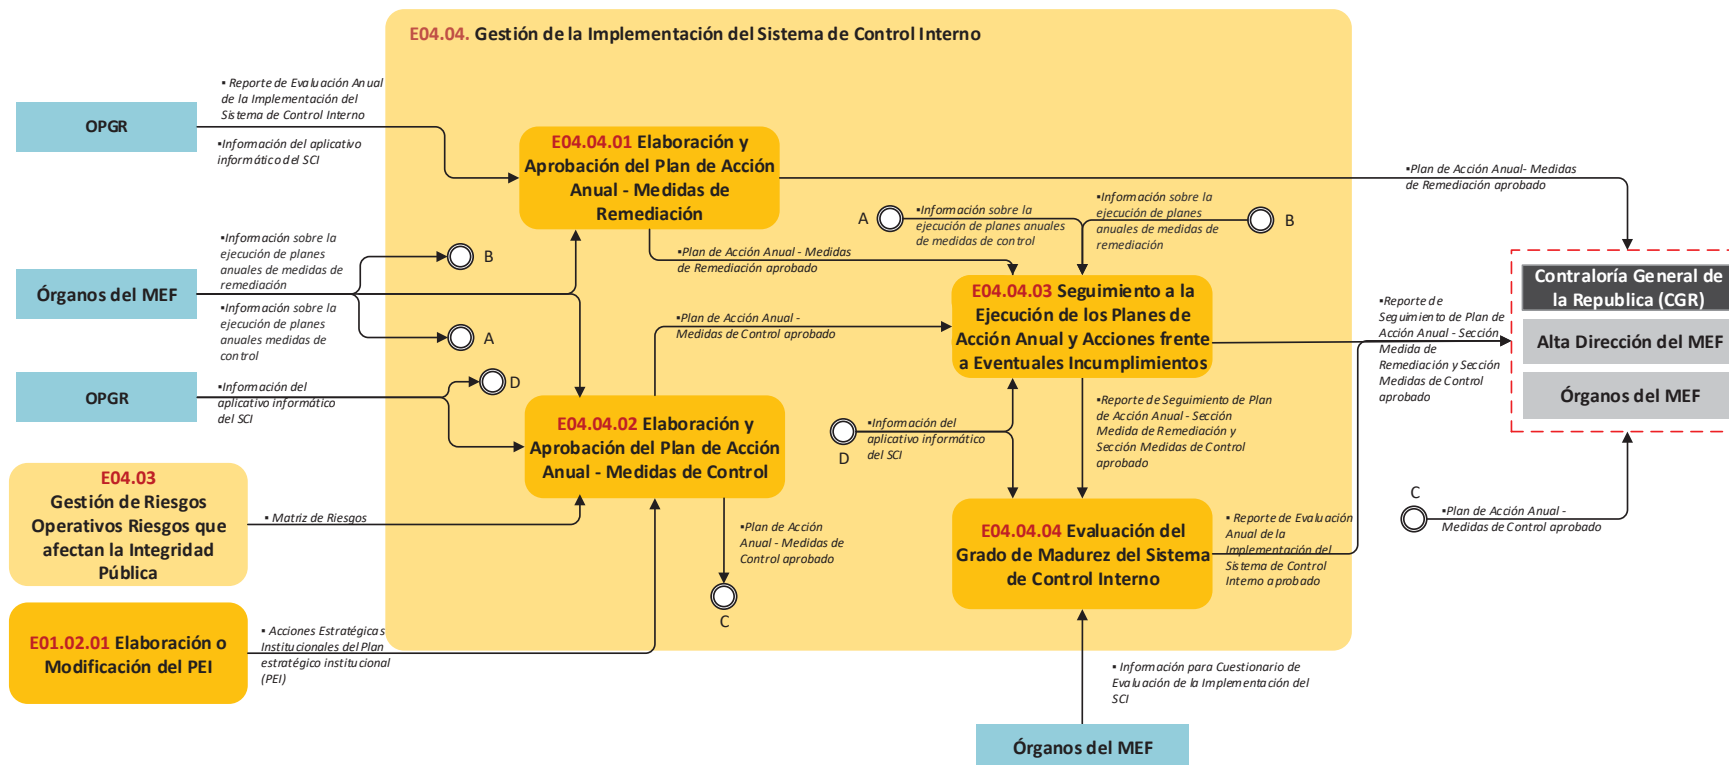 E04.04. Gestión de la Implementación del Sistema de Control Interno
OPGR
▪ Reporte de Evaluación Anual
de la Implementación del
Sistema de Control Interno
▪Información del aplicativo
informático del SCI
E04.04.01 Elaboración y
Aprobación del Plan de Acción
Anual - Medidas de
Remediación
▪Plan de Acción Anual- Medidas
de Remediación aprobado
Órganos del MEF
▪Información sobre la
ejecución de planes
anuales de medidas de
remediación
▪Información sobre la
ejecución de planes
anuales medidas de
control
B
A
▪Plan de Acción Anual - Medidas
de Remediación aprobado
A
▪Información sobre la
ejecución de planes anuales
de medidas de control
▪Información sobre la
ejecución de planes
anuales de medidas de
remediación
B
E04.04.03 Seguimiento a la
Ejecución de los Planes de
Acción Anual y Acciones frente
a Eventuales Incumplimientos
▪Plan de Acción Anual -
Medidas de Control aprobado
▪Reporte de
Seguimiento de Plan de
Acción Anual - Sección
Medida de
Remediación y Sección
Medidas de Control
aprobado
Contraloría General de
la Republica (CGR)
Alta Dirección del MEF
Órganos del MEF
OPGR
▪Información del
aplicativo informático
del SCI
D
E04.04.02 Elaboración y
Aprobación del Plan de Acción
Anual - Medidas de Control
D
▪Información del
aplicativo informático
del SCI
▪Reporte de Seguimiento de Plan
de Acción Anual - Sección
Medida de Remediación y
Sección Medidas de Control
aprobado
E04.03
Gestión de Riesgos
Operativos Riesgos que
afectan la Integridad
Pública
▪ Matriz de Riesgos
▪Plan de Acción
Anual - Medidas de
Control aprobado
C
E04.04.04 Evaluación del
Grado de Madurez del Sistema
de Control Interno
▪ Reporte de Evaluación
Anual de la
Implementación del
Sistema de Control
Interno aprobado
C
▪Plan de Acción Anual -
Medidas de Control aprobado
E01.02.01 Elaboración o
Modificación del PEI
▪ Acciones Estratégicas
Institucionales del Plan
estratégico institucional
(PEI)
▪ Información para Cuestionario de
Evaluación de la Implementación del
SCI
Órganos del MEF